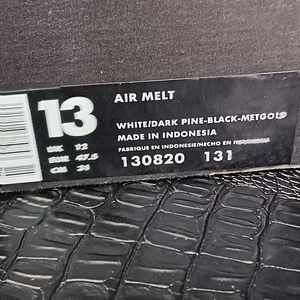 13
AIR MELT
WHITE/DARK PINE-BLACK-METGOLD
MADE IN INDONESIA
FABRIQUE EN INDONESIE/HECHO EN INDONESIA
UK 12
EUR 47.5
CM 31
130820 131